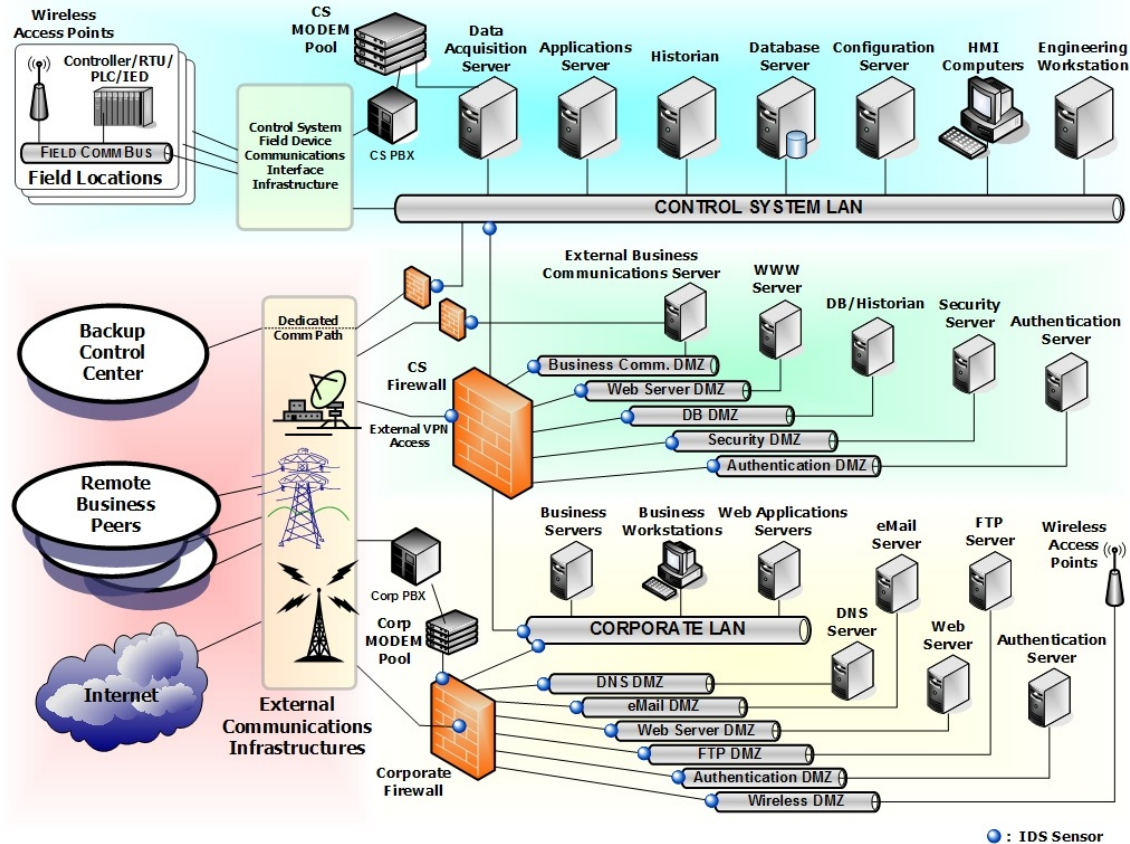 Wireless
Access Points
Controller/RTU/
PLC/IED
FIELD COMM BUS
Field Locations
Control System
Field Device
Communications
Interface
Infrastructure
CS
MODEM
Pool
CS PBX
Data
Acquisition
Server
Applications
Server
Historian
Database
Server
Configuration
Server
HMI
Computers
Engineering
Workstation
CONTROL SYSTEM LAN
External Business
Communications Server
WWW
Server
DB/Historian
Security
Server
Authentication
Server
Backup
Control
Center
Dedicated
Comm Path
CS
Firewall
External VPN
Access
Business Comm. DMZ
Web Server DMZ
DB DMZ
Security DMZ
Authentication DMZ
Remote
Business
Peers
Internet
External
Communications
Infrastructures
Corp PBX
Corp
MODEM
Pool
Corporate
Firewall
Business
Servers
Business
Workstations
Web Applications
Servers
eMail
Server
FTP
Server
Wireless
Access
Points
CORPORATE LAN
DNS
Server
Web
Server
Authentication
Server
DNS DMZ
eMail DMZ
Web Server DMZ
FTP DMZ
Authentication DMZ
Wireless DMZ
: IDS Sensor